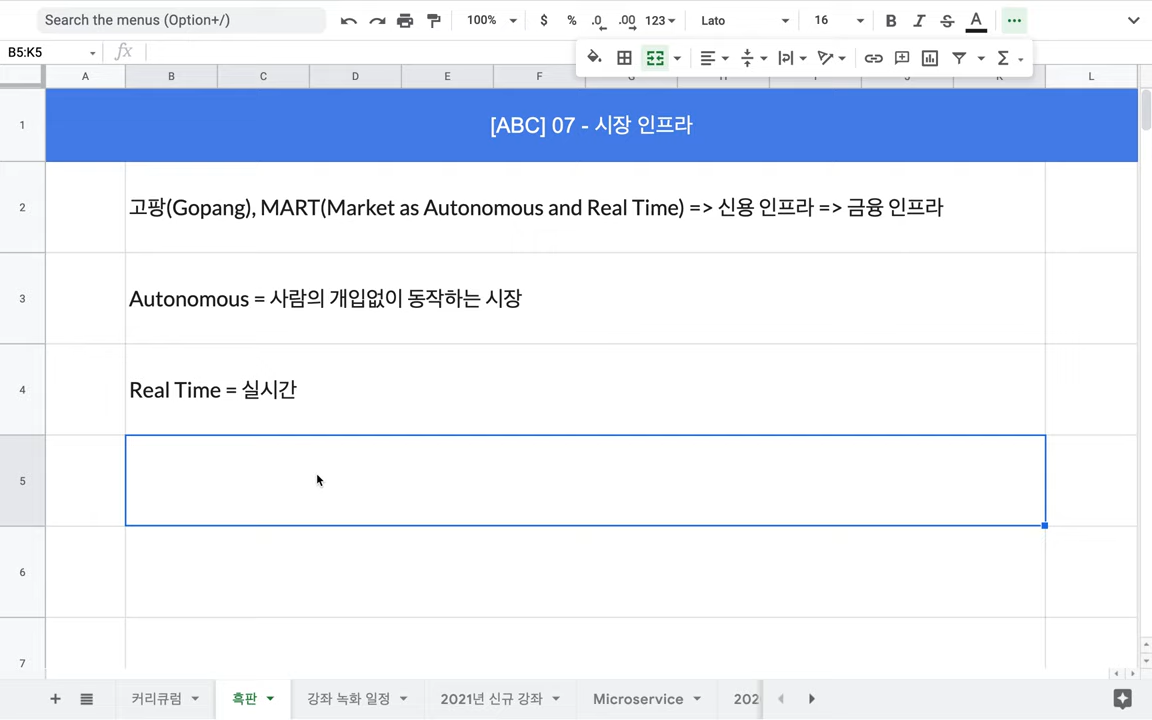 Search the menus (Option+/)
100%
$ % .0 .00 123
Lato
16
B I S A
B5:K5
fx
Σ
A B C D E F L
1 [ABC] 07 - 시장 인프라
2 고팡(Gopang), MART(Market as Autonomous and Real Time) => 신용 인프라 => 금융 인프라
3 Autonomous = 사람의 개입없이 동작하는 시장
4 Real Time = 실시간
5
6
7
커리큘럼 흑판 강좌 녹화 일정 2021년 신규 강좌 Microservice 202